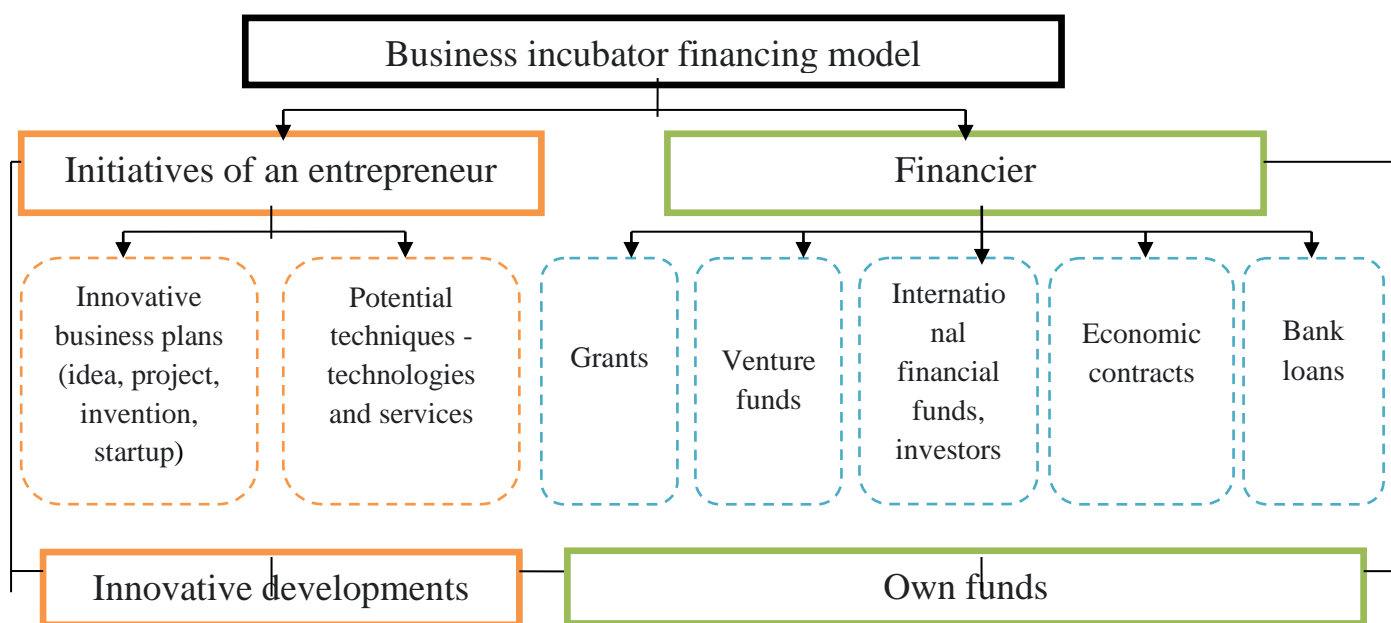 Business incubator financing model
Initiatives of an entrepreneur
Financier
Innovative
business plans
(idea, project,
invention,
startup)
Potential
techniques -
technologies
and services
Grants
Venture
funds
Internatio
nal
financial
funds,
investors
Economic
contracts
Bank
loans
Innovative developments
Own funds